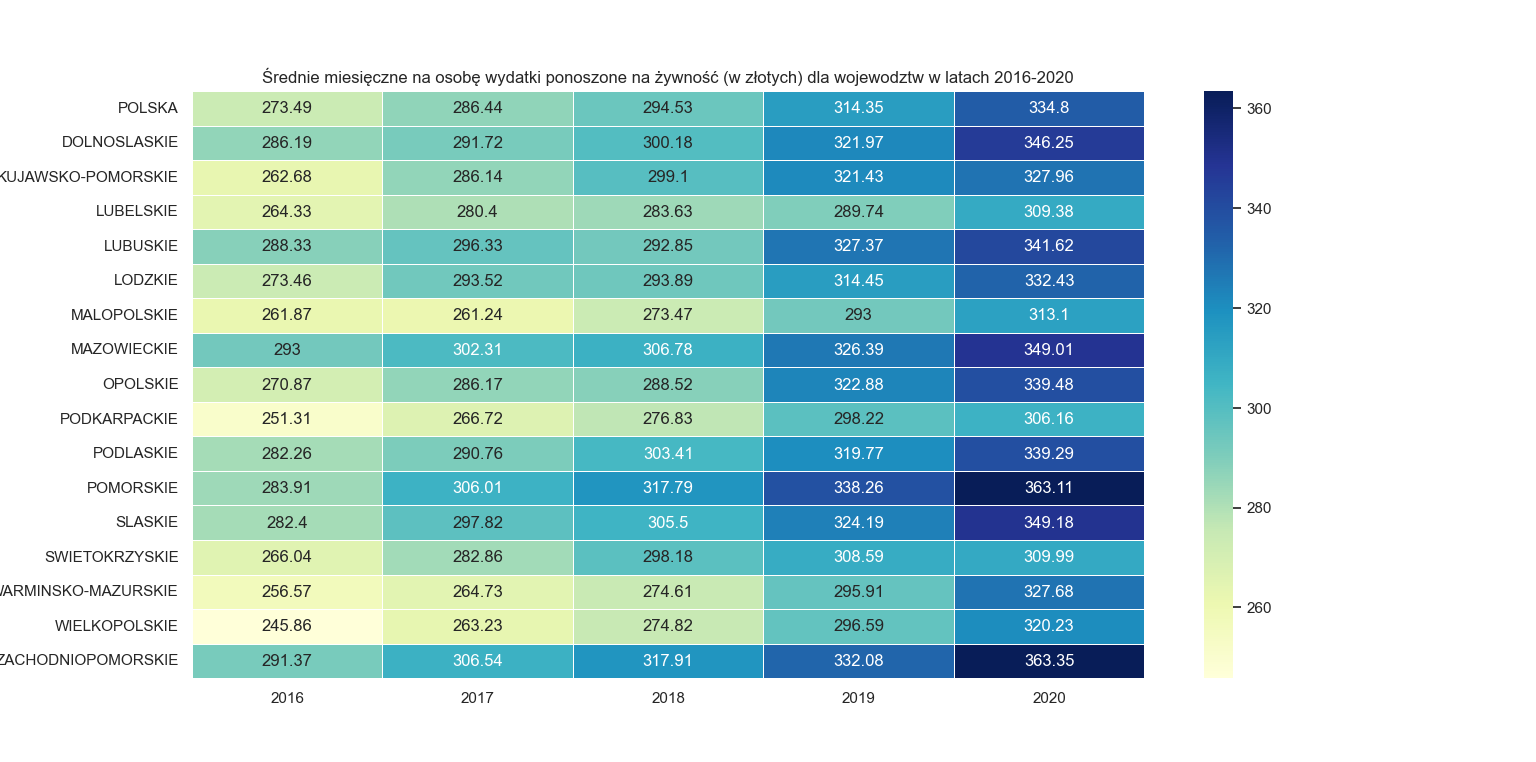 Średnie miesięczne na osobę wydatki ponoszone na żywność (w złotych) dla wojewodztw w latach 2016-2020
POLSKA 273.49 286.44 294.53 314.35 334.8
DOLNOSLASKIE 286.19 291.72 300.18 321.97 346.25
KUJAWSKO-POMORSKIE 262.68 286.14 299.1 321.43 327.96
LUBELSKIE 264.33 280.4 283.63 289.74 309.38
LUBUSKIE 288.33 296.33 292.85 327.37 341.62
LODZKIE 273.46 293.52 293.89 314.45 332.43
MALOPOLSKIE 261.87 261.24 273.47 293 313.1
MAZOWIECKIE 293 302.31 306.78 326.39 349.01
OPOLSKIE 270.87 286.17 288.52 322.88 339.48
PODKARPACKIE 251.31 266.72 276.83 298.22 306.16
PODLASKIE 282.26 290.76 303.41 319.77 339.29
POMORSKIE 283.91 306.01 317.79 338.26 363.11
SLASKIE 282.4 297.82 305.5 324.19 349.18
SWIETOKRZYSKIE 266.04 282.86 298.18 308.59 309.99
WARMINSKO-MAZURSKIE 256.57 264.73 274.61 295.91 327.68
WIELKOPOLSKIE 245.86 263.23 274.82 296.59 320.23
ZACHODNIOPOMORSKIE 291.37 306.54 317.91 332.08 363.35
2016 2017 2018 2019 2020
360
340
320
300
280
260